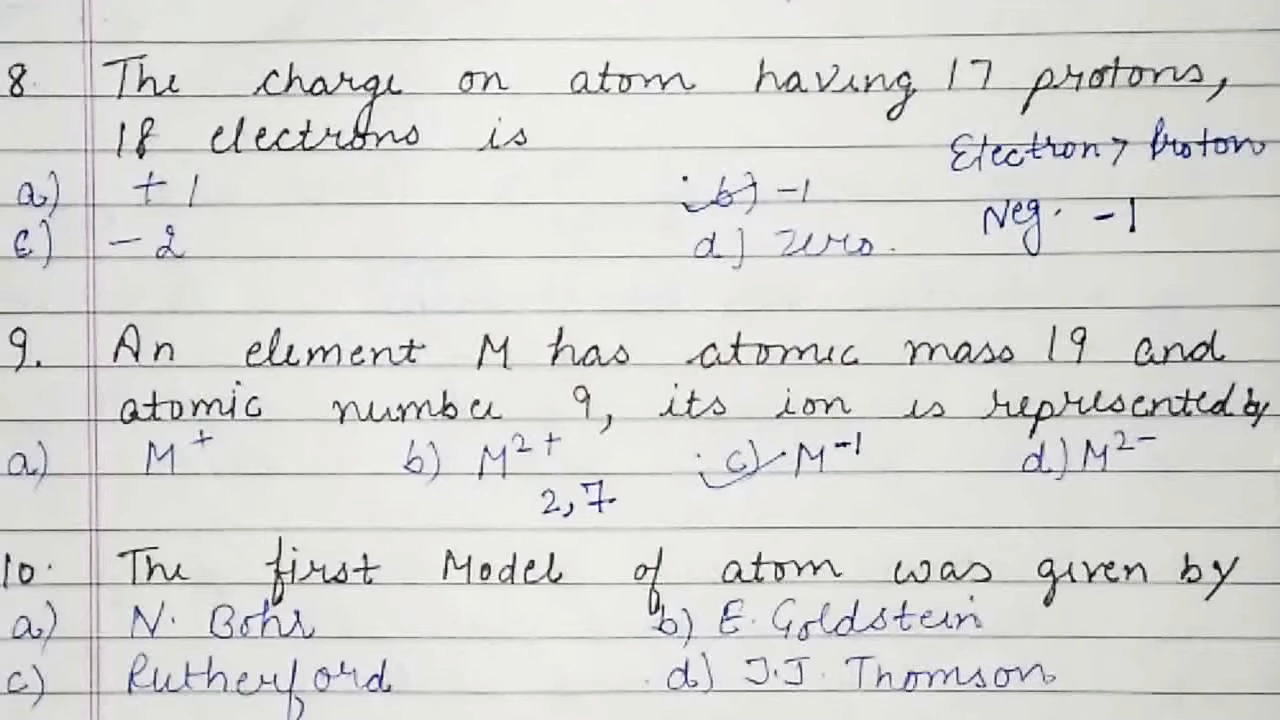 8. The charge on atom having 17 protons,
18 electrons is
Electron > Proton
a) + 1 b) -1
Neg. -1
c) - 2 d) zero.
9. An element M has atomic mass 19 and
atomic number 9, its ion is represented by
a) M⁺ b) M²⁺ c) M⁻¹ d) M²⁻
2,7
10. The first Model of atom was given by
a) N. Bohr b) E. Goldstein
c) Rutherford d) J.J. Thomson